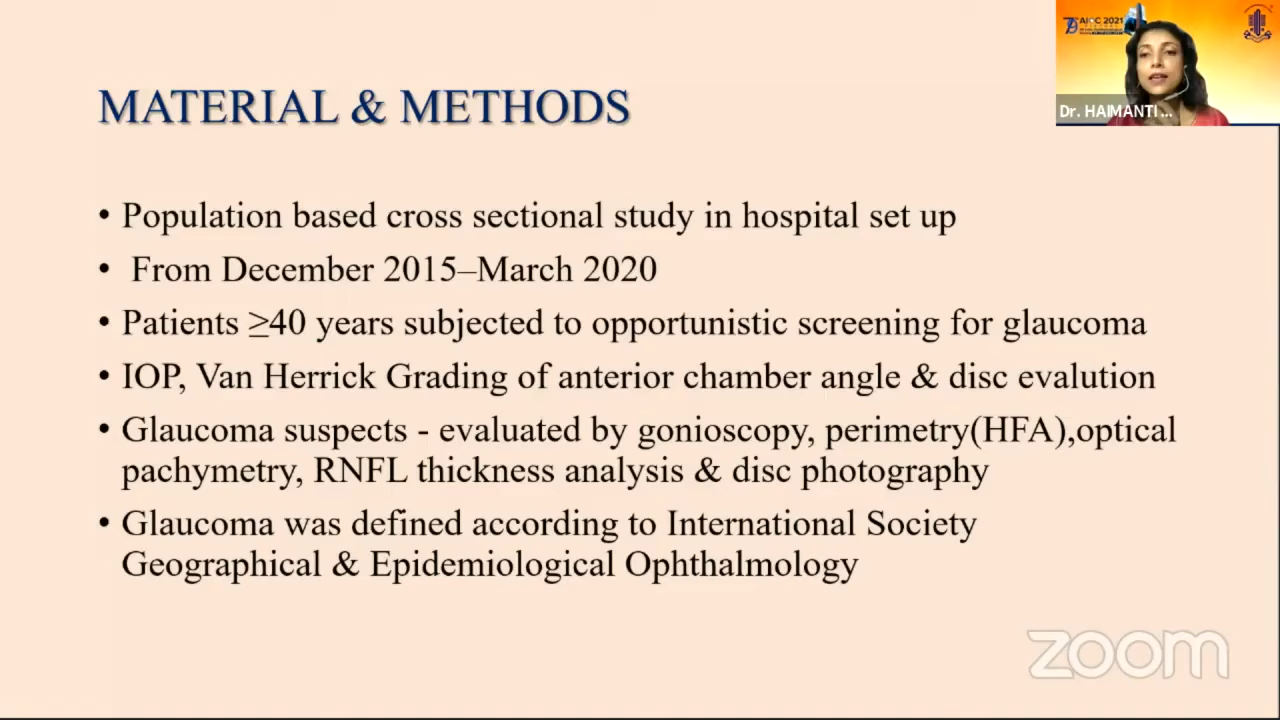 MATERIAL & METHODS
• Population based cross sectional study in hospital set up
• From December 2015–March 2020
• Patients ≥40 years subjected to opportunistic screening for glaucoma
• IOP, Van Herrick Grading of anterior chamber angle & disc evalution
• Glaucoma suspects - evaluated by gonioscopy, perimetry(HFA),optical
pachymetry, RNFL thickness analysis & disc photography
• Glaucoma was defined according to International Society
Geographical & Epidemiological Ophthalmology
AIOC 2021
Dr. HAIMANTI ...
zoom